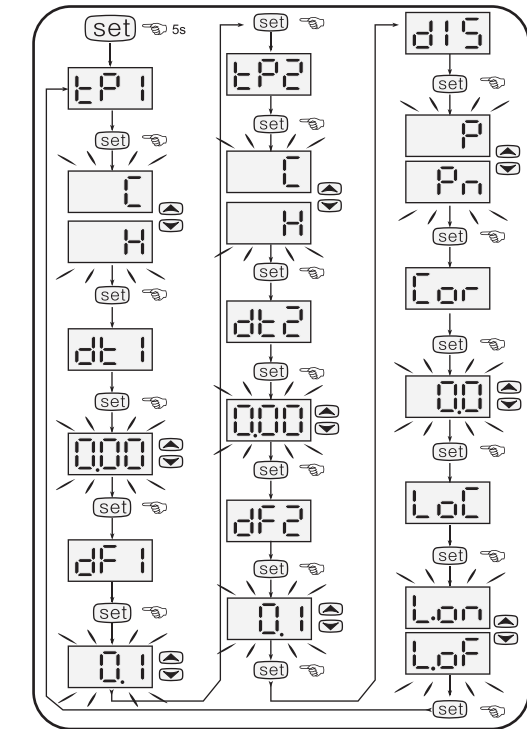 set 5s
tP1
set
C
H
set
dt1
set
0.00
set
dF1
set
0.1
set
tP2
set
C
H
set
dt2
set
0.00
set
dF2
set
0.1
set
dIS
set
P
Pn
set
Cor
set
0.0
set
LoC
set
L.on
L.oF
set